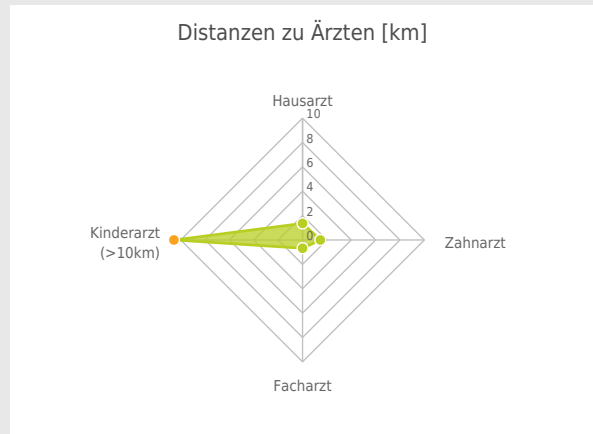 Distanzen zu Ärzten [km]
Hausarzt
10
8
6
4
2
0
Kinderarzt
(>10km)
Zahnarzt
Facharzt